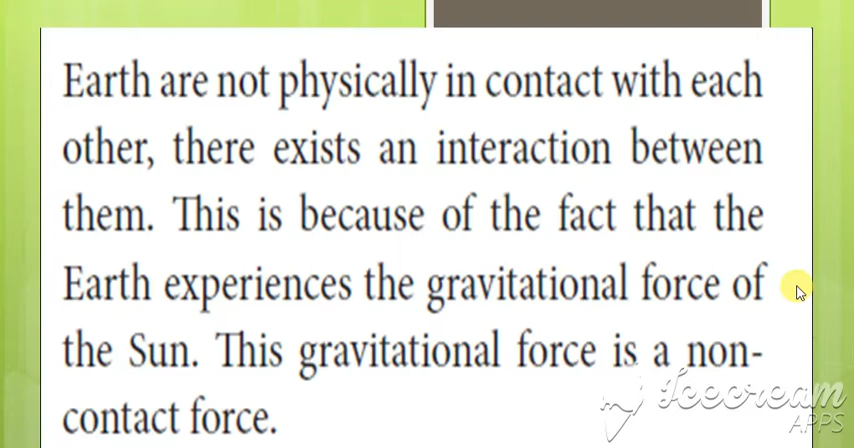 Earth are not physically in contact with each
other, there exists an interaction between
them. This is because of the fact that the
Earth experiences the gravitational force of
the Sun. This gravitational force is a non-
contact force.
Icecream
APPS